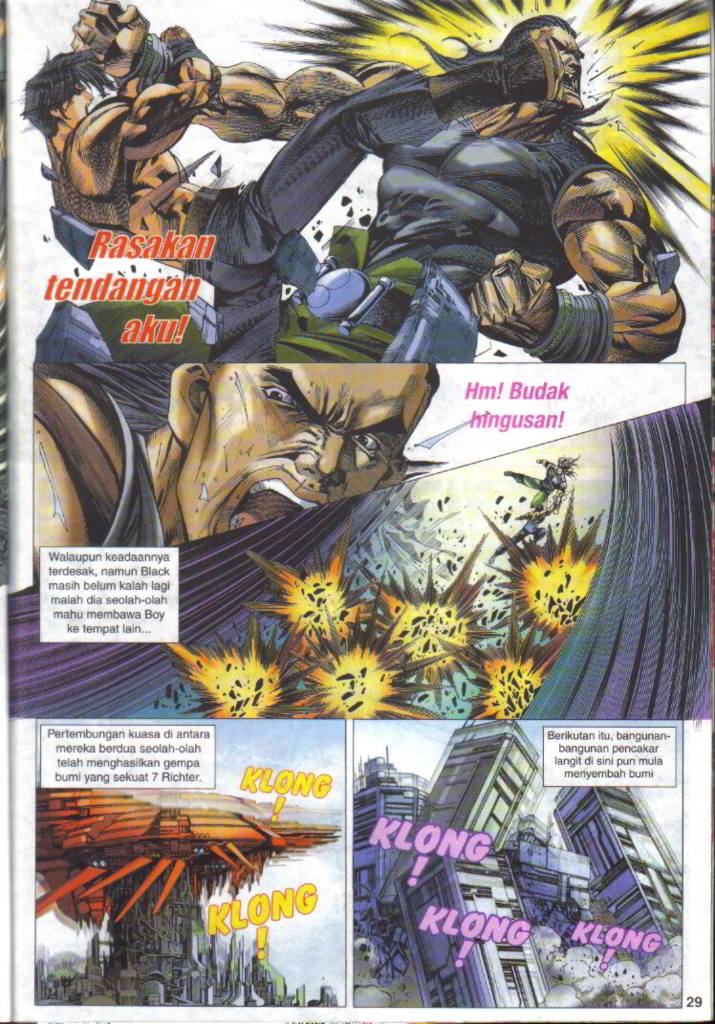 Rasakan
tendangan
aku!
Hm! Budak
hingusan!
Walaupun keadaannya
terdesak, namun Black
masih belum kalah lagi
malah dia seolah-olah
mahu membawa Boy
ke tempat lain...
Pertembungan kuasa di antara
mereka berdua seolah-olah
telah menghasilkan gempa
bumi yang sekuat 7 Richter.
KLONG
!
KLONG
!
Berikutan itu, bangunan-
bangunan pencakar
langit di sini pun mula
menyembah bumi
KLONG
!
KLONG
!
KLONG
!
29